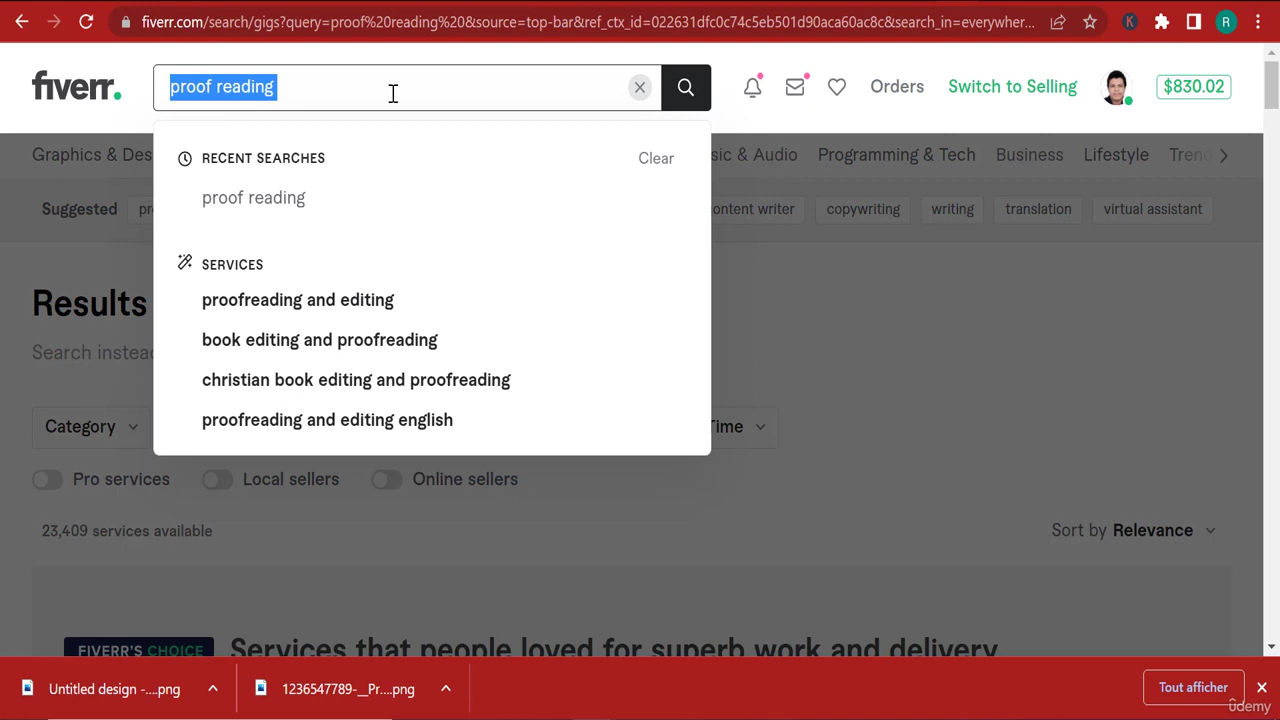 fiverr.com/search/gigs?query=proof%20reading%20&source=top-bar&ref_ctx_id=022631dfc0c74c5eb501d90aca60ac8c&search_in=everywher...
K
R
fiverr.
proof reading
Orders
Switch to Selling
$830.02
Graphics & Des
sic & Audio
Programming & Tech
Business
Lifestyle
Trend
RECENT SEARCHES
Clear
proof reading
Suggested
pr
ontent writer
copywriting
writing
translation
virtual assistant
SERVICES
proofreading and editing
book editing and proofreading
christian book editing and proofreading
proofreading and editing english
Results
Search instead
Category
Time
Pro services
Local sellers
Online sellers
23,409 services available
Sort by Relevance
FIVERR'S CHOICE
Services that people loved for superb work and delivery
Untitled design -....png
1236547789-__Pr....png
Tout afficher
ûdemy